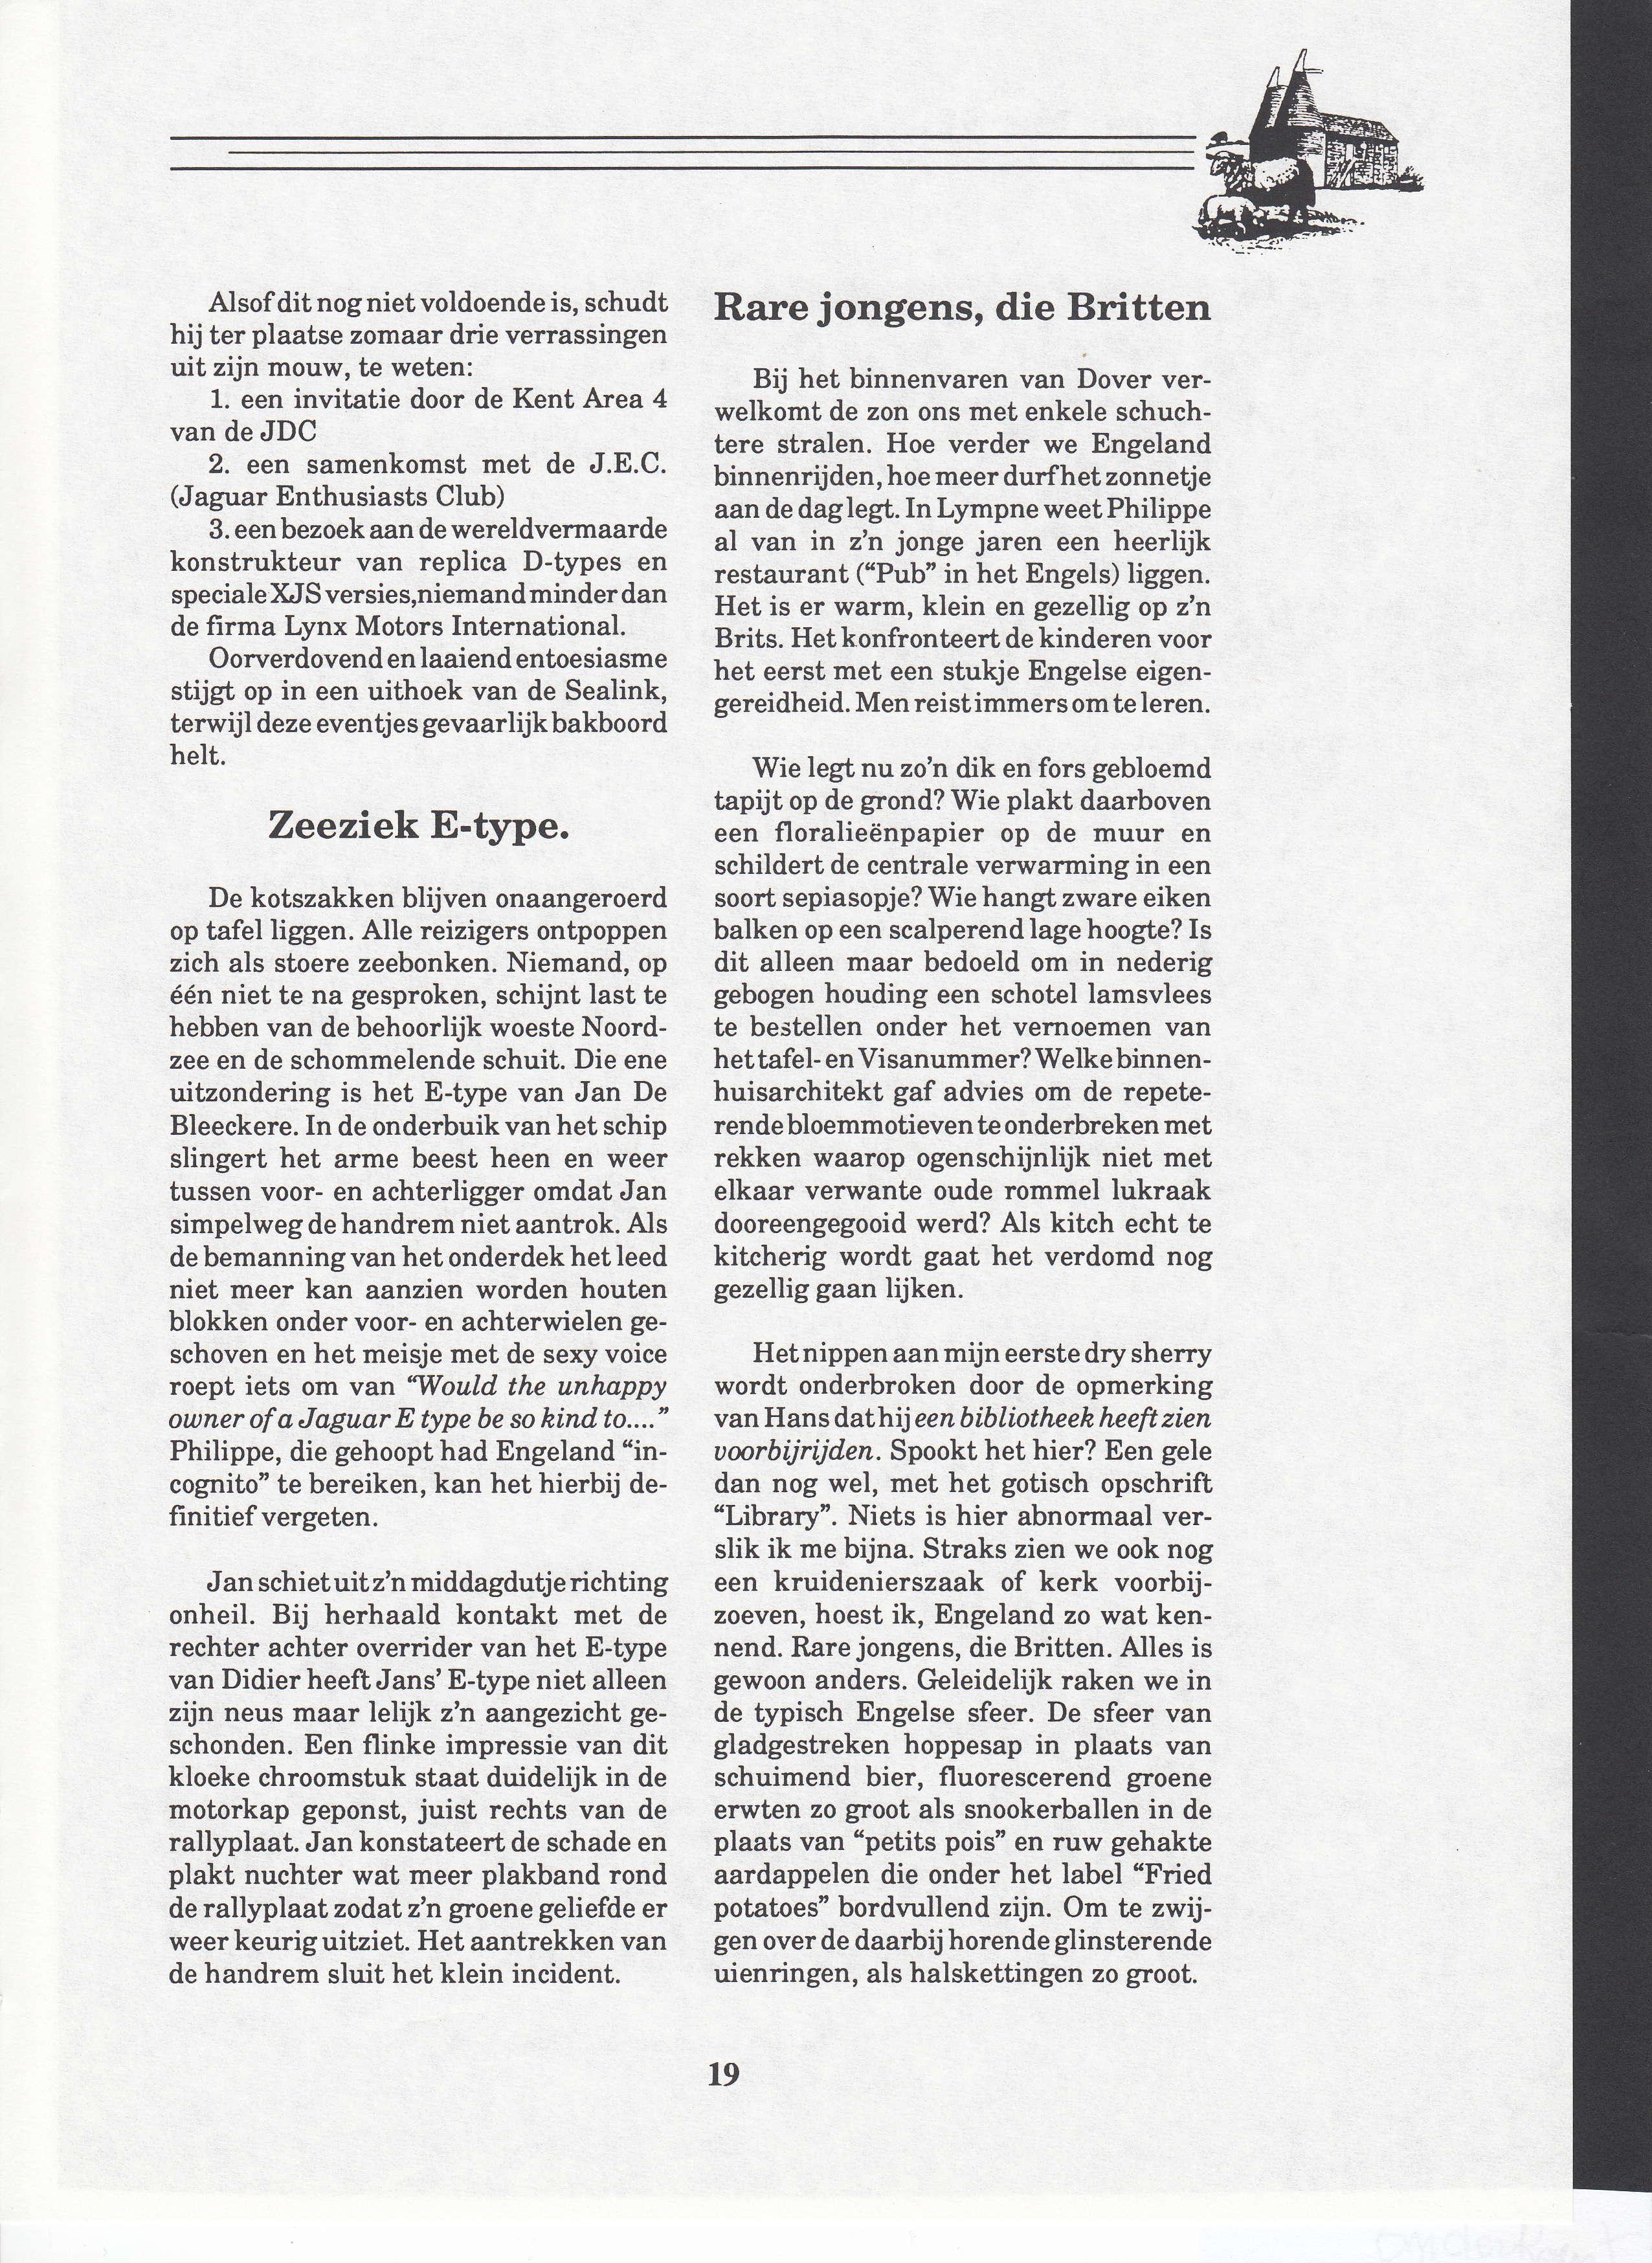 Alsof dit nog niet voldoende is, schudt
hij ter plaatse zomaar drie verrassingen
uit zijn mouw, te weten:
1. een invitatie door de Kent Area 4
van de JDC
2. een samenkomst met de J.E.C.
(Jaguar Enthusiasts Club)
3. een bezoek aan de wereldvermaarde
konstrukteur van replica D-types en
speciale XJS versies, niemand minder dan
de firma Lynx Motors International.
Oorverdovend en laaiend entoesiasme
stijgt op in een uithoek van de Sealink,
terwijl deze eventjes gevaarlijk bakboord
helt.
Zeeziek E-type.
De kotszakken blijven onaangeroerd
op tafel liggen. Alle reizigers ontpoppen
zich als stoere zeebonken. Niemand, op
één niet te na gesproken, schijnt last te
hebben van de behoorlijk woeste Noord-
zee en de schommelende schuit. Die ene
uitzondering is het E-type van Jan De
Bleeckere. In de onderbuik van het schip
slingert het arme beest heen en weer
tussen voor- en achterligger omdat Jan
simpelweg de handrem niet aantrok. Als
de bemanning van het onderdek het leed
niet meer kan aanzien worden houten
blokken onder voor- en achterwielen ge-
schoven en het meisje met de sexy voice
roept iets om van “Would the unhappy
owner of a Jaguar E type be so kind to....”
Philippe, die gehoopt had Engeland “in-
cognito” te bereiken, kan het hierbij de-
finitief vergeten.
Jan schiet uit z’n middagdutje richting
onheil. Bij herhaald kontakt met de
rechter achter overrider van het E-type
van Didier heeft Jans’ E-type niet alleen
zijn neus maar lelijk z’n aangezicht ge-
schonden. Een flinke impressie van dit
kloeke chroomstuk staat duidelijk in de
motorkap geponst, juist rechts van de
rallyplaat. Jan konstateert de schade en
plakt nuchter wat meer plakband rond
de rallyplaat zodat z’n groene geliefde er
weer keurig uitziet. Het aantrekken van
de handrem sluit het klein incident.
Rare jongens, die Britten
Bij het binnenvaren van Dover ver-
welkomt de zon ons met enkele schuch-
tere stralen. Hoe verder we Engeland
binnenrijden, hoe meer durf het zonnetje
aan de dag legt. In Lympne weet Philippe
al van in z’n jonge jaren een heerlijk
restaurant (“Pub” in het Engels) liggen.
Het is er warm, klein en gezellig op z’n
Brits. Het konfronteert de kinderen voor
het eerst met een stukje Engelse eigen-
gereidheid. Men reist immers om te leren.
Wie legt nu zo’n dik en fors gebloemd
tapijt op de grond? Wie plakt daarboven
een floralieënpapier op de muur en
schildert de centrale verwarming in een
soort sepiasopje? Wie hangt zware eiken
balken op een scalperend lage hoogte? Is
dit alleen maar bedoeld om in nederig
gebogen houding een schotel lamsvlees
te bestellen onder het vernoemen van
het tafel- en Visanummer? Welke binnen-
huisarchitekt gaf advies om de repete-
rende bloemmotieven te onderbreken met
rekken waarop ogenschijnlijk niet met
elkaar verwante oude rommel lukraak
dooreengegooid werd? Als kitch echt te
kitcherig wordt gaat het verdomd nog
gezellig gaan lijken.
Het nippen aan mijn eerste dry sherry
wordt onderbroken door de opmerking
van Hans dat hij een bibliotheek heeft zien
voorbijrijden. Spookt het hier? Een gele
dan nog wel, met het gotisch opschrift
“Library”. Niets is hier abnormaal ver-
slik ik me bijna. Straks zien we ook nog
een kruidenierszaak of kerk voorbij-
zoeven, hoest ik, Engeland zo wat ken-
nend. Rare jongens, die Britten. Alles is
gewoon anders. Geleidelijk raken we in
de typisch Engelse sfeer. De sfeer van
gladgestreken hoppesap in plaats van
schuimend bier, fluorescerend groene
erwten zo groot als snookerballen in de
plaats van “petits pois” en ruw gehakte
aardappelen die onder het label “Fried
potatoes” bordvullend zijn. Om te zwij-
gen over de daarbij horende glinsterende
uienringen, als halskettingen zo groot.
19